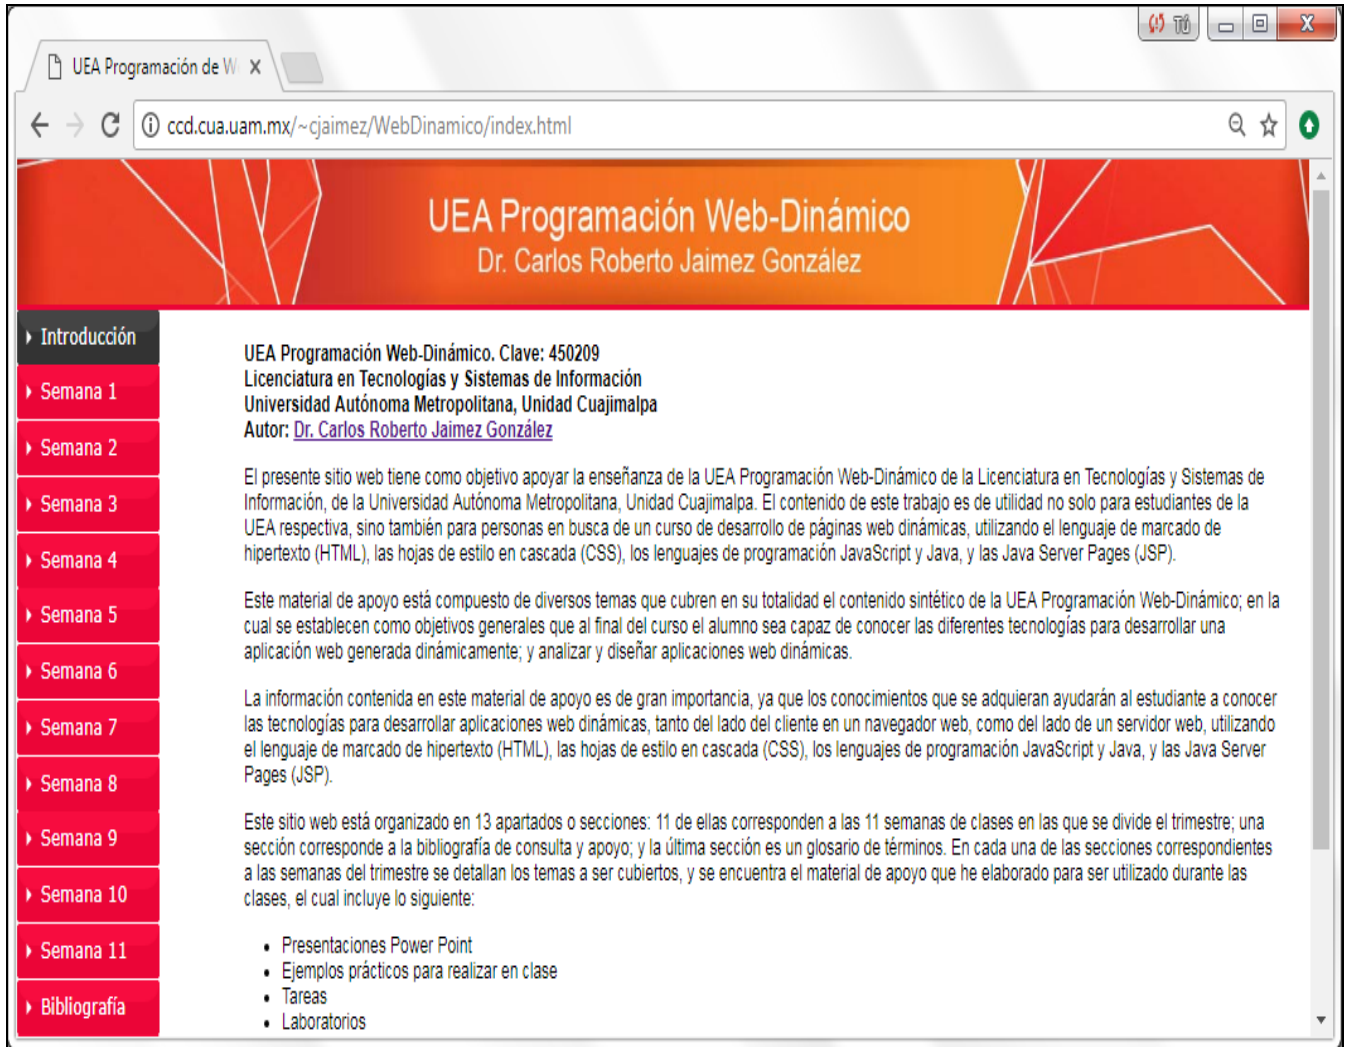 Tú
UEA Programación de W
ccd.cua.uam.mx/~cjaimez/WebDinamico/index.html
UEA Programación Web-Dinámico
Dr. Carlos Roberto Jaimez González
Introducción
Semana 1
Semana 2
Semana 3
Semana 4
Semana 5
Semana 6
Semana 7
Semana 8
Semana 9
Semana 10
Semana 11
Bibliografía
UEA Programación Web-Dinámico. Clave: 450209
Licenciatura en Tecnologías y Sistemas de Información
Universidad Autónoma Metropolitana, Unidad Cuajimalpa
Autor: Dr. Carlos Roberto Jaimez González
El presente sitio web tiene como objetivo apoyar la enseñanza de la UEA Programación Web-Dinámico de la Licenciatura en Tecnologías y Sistemas de
Información, de la Universidad Autónoma Metropolitana, Unidad Cuajimalpa. El contenido de este trabajo es de utilidad no solo para estudiantes de la
UEA respectiva, sino también para personas en busca de un curso de desarrollo de páginas web dinámicas, utilizando el lenguaje de marcado de
hipertexto (HTML), las hojas de estilo en cascada (CSS), los lenguajes de programación JavaScript y Java, y las Java Server Pages (JSP).
Este material de apoyo está compuesto de diversos temas que cubren en su totalidad el contenido sintético de la UEA Programación Web-Dinámico; en la
cual se establecen como objetivos generales que al final del curso el alumno sea capaz de conocer las diferentes tecnologías para desarrollar una
aplicación web generada dinámicamente; y analizar y diseñar aplicaciones web dinámicas.
La información contenida en este material de apoyo es de gran importancia, ya que los conocimientos que se adquieran ayudarán al estudiante a conocer
las tecnologías para desarrollar aplicaciones web dinámicas, tanto del lado del cliente en un navegador web, como del lado de un servidor web, utilizando
el lenguaje de marcado de hipertexto (HTML), las hojas de estilo en cascada (CSS), los lenguajes de programación JavaScript y Java, y las Java Server
Pages (JSP).
Este sitio web está organizado en 13 apartados o secciones: 11 de ellas corresponden a las 11 semanas de clases en las que se divide el trimestre; una
sección corresponde a la bibliografía de consulta y apoyo; y la última sección es un glosario de términos. En cada una de las secciones correspondientes
a las semanas del trimestre se detallan los temas a ser cubiertos, y se encuentra el material de apoyo que he elaborado para ser utilizado durante las
clases, el cual incluye lo siguiente:
• Presentaciones Power Point
• Ejemplos prácticos para realizar en clase
• Tareas
• Laboratorios